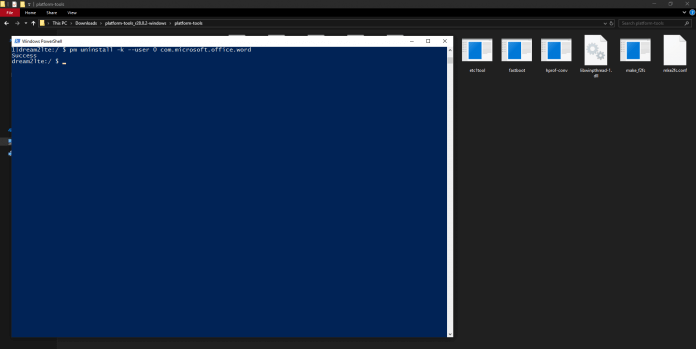 platform-tools
File Home Share View
This PC Downloads platform-tools_r28.0.2-windows platform-tools
Search platform-tools
Windows PowerShell
1|dream2lte:/ $ pm uninstall -k --user 0 com.microsoft.office.word
Success
dream2lte:/ $ _
etc1tool fastboot hprof-conv libwinpthread-1.dll make_f2fs mke2fs.conf